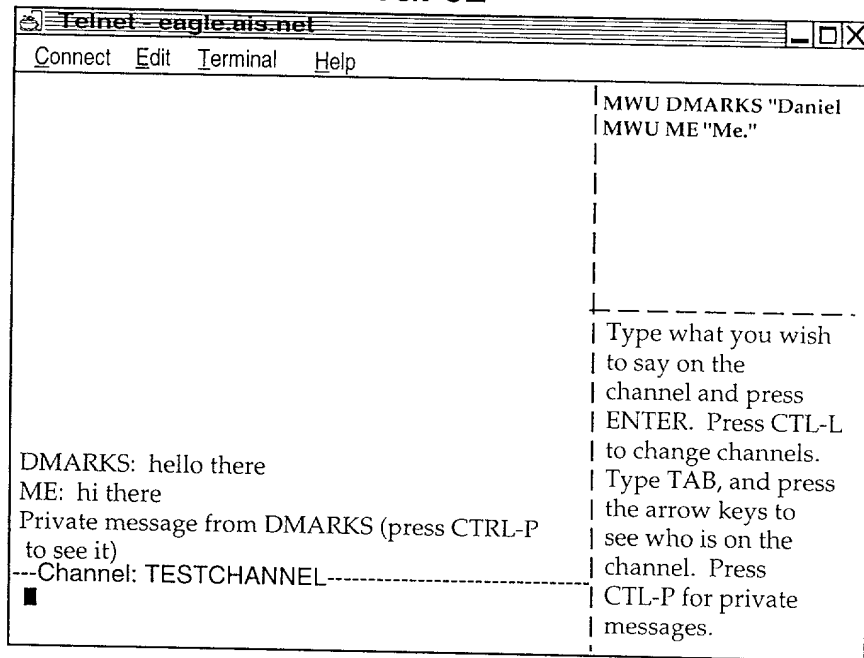 Telnet - eagle.ais.net
Connect Edit Terminal Help
MWU DMARKS "Daniel
MWU ME "Me."
DMARKS: hello there
ME: hi there
Private message from DMARKS (press CTRL-P
to see it)
---Channel: TESTCHANNEL---------------------------
Type what you wish
to say on the
channel and press
ENTER. Press CTL-L
to change channels.
Type TAB, and press
the arrow keys to
see who is on the
channel. Press
CTL-P for private
messages.